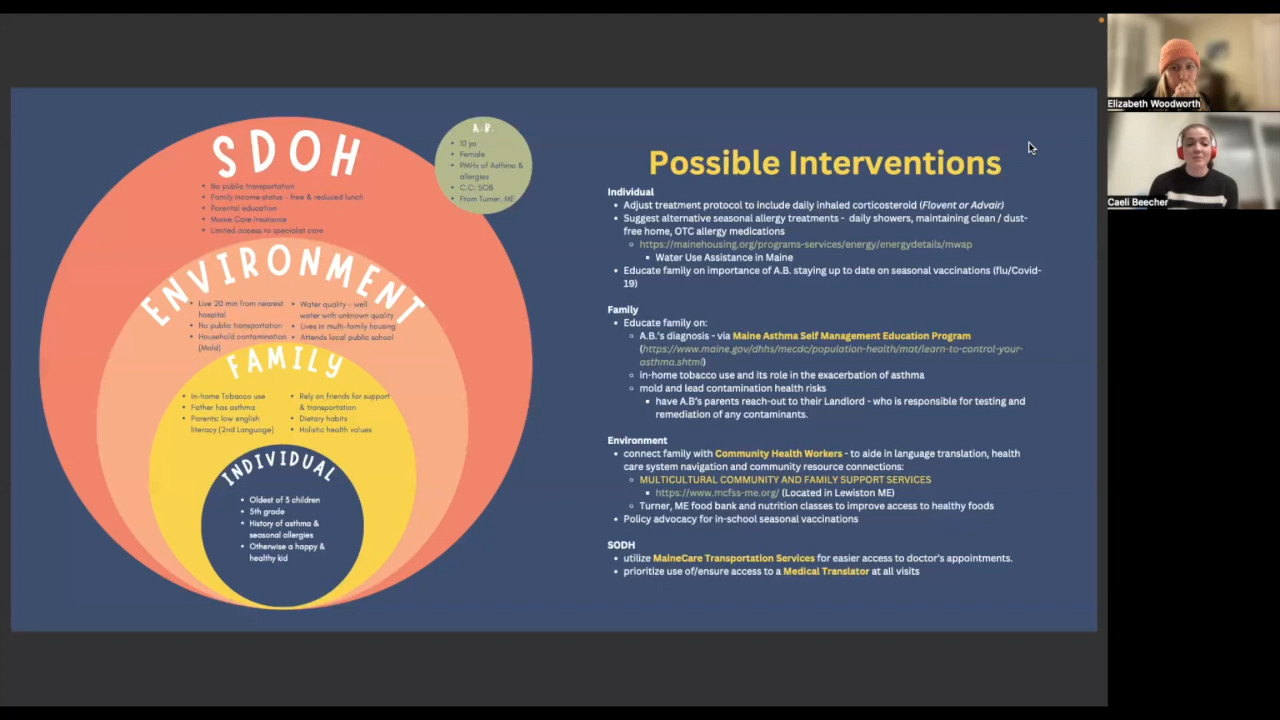 SDOH
No public transportation
Family income status - free & reduced lunch
Parental education
Maine Care Insurance
Limited access to specialist care
A.B.
10 yo
Female
PMHx of Asthma &
allergies
C.C: SOB
From Turner, ME
ENVIRONMENT
Live 20 min from nearest
hospital
No public transportation
Household contamination
(Mold)
Water quality - well
water with unknown quality
Lives in multi-family housing
Attends local public school
FAMILY
In-home Tobacco use
Father has asthma
Parents: low english
literacy (2nd Language)
Rely on friends for support
& transportation
Dietary habits
Holistic health values
INDIVIDUAL
Oldest of 3 children
5th grade
History of asthma &
seasonal allergies
Otherwise a happy &
healthy kid
Possible Interventions
Individual
Adjust treatment protocol to include daily inhaled corticosteroid (Flovent or Advair)
Suggest alternative seasonal allergy treatments - daily showers, maintaining clean / dust-
free home, OTC allergy medications
https://mainehousing.org/programs-services/energy/energydetails/mwap
Water Use Assistance in Maine
Educate family on importance of A.B. staying up to date on seasonal vaccinations (flu/Covid-
19)
Family
Educate family on:
A.B.'s diagnosis - via Maine Asthma Self Management Education Program
(https://www.maine.gov/dhhs/mecdc/population-health/mat/learn-to-control-your-
asthma.shtml)
in-home tobacco use and its role in the exacerbation of asthma
mold and lead contamination health risks
have A.B's parents reach-out to their Landlord - who is responsible for testing and
remediation of any contaminants.
Environment
connect family with Community Health Workers - to aide in language translation, health
care system navigation and community resource connections:
MULTICULTURAL COMMUNITY AND FAMILY SUPPORT SERVICES
https://www.mcfss-me.org/ (Located in Lewiston ME)
Turner, ME food bank and nutrition classes to improve access to healthy foods
Policy advocacy for in-school seasonal vaccinations
SODH
utilize MaineCare Transportation Services for easier access to doctor's appointments.
prioritize use of/ensure access to a Medical Translator at all visits
Elizabeth Woodworth
Caeli Beecher